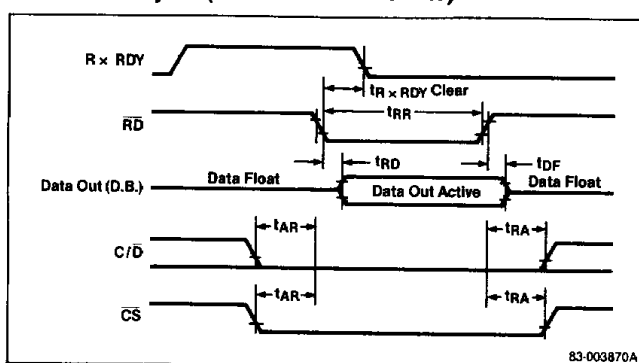 R × RDY
tR × RDY Clear
tRR
RD
tRD
tDF
Data Out (D.B.)
Data Float
Data Out Active
Data Float
tAR
tRA
C/D
tAR
tRA
CS
83-003870A